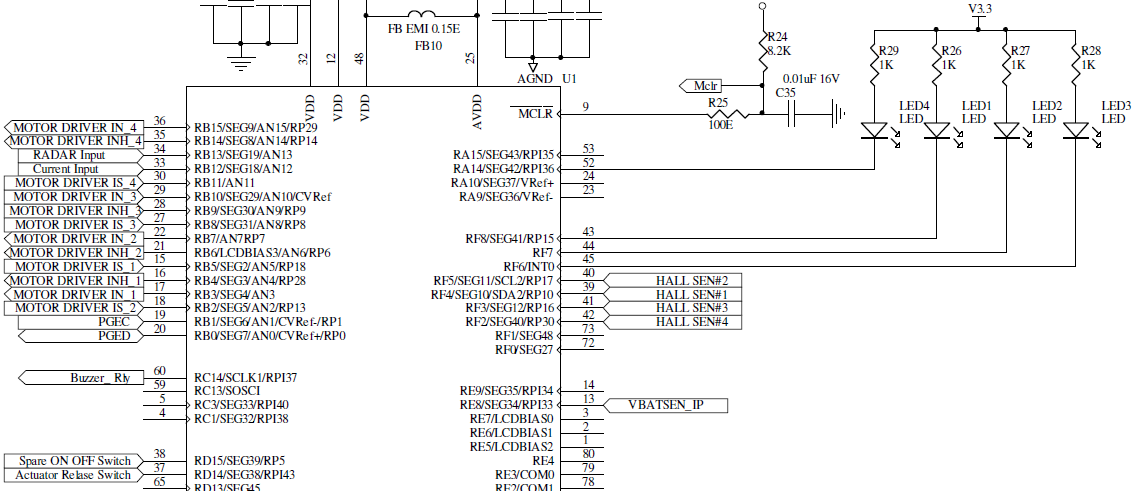 V3.3
FB EMI 0.15E
FB10
32
12
48
25
AGND
U1
VDD
VDD
VDD
AVDD
R24
8.2K
Mclr
0.01uF 16V
C35
R25
100E
R29
1K
R26
1K
R27
1K
R28
1K
LED4
LED
LED1
LED
LED2
LED
LED3
LED
MCLR 9
MOTOR DRIVER IN_4 36 RB15/SEG9/AN15/RP29
MOTOR DRIVER INH_4 35 RB14/SEG8/AN14/RP14
RADAR Input 34 RB13/SEG19/AN13
Current Input 33 RB12/SEG18/AN12
MOTOR DRIVER IS_4 30 RB11/AN11
MOTOR DRIVER IN_3 29 RB10/SEG29/AN10/CVRef
MOTOR DRIVER INH_3 28 RB9/SEG30/AN9/RP9
MOTOR DRIVER IS_3 27 RB8/SEG31/AN8/RP8
MOTOR DRIVER IN_2 22 RB7/AN7RP7
MOTOR DRIVER INH_2 21 RB6/LCDBIAS3/AN6/RP6
MOTOR DRIVER IS_1 15 RB5/SEG2/AN5/RP18
MOTOR DRIVER INH_1 16 RB4/SEG3/AN4/RP28
MOTOR DRIVER IN_1 17 RB3/SEG4/AN3
MOTOR DRIVER IS_2 18 RB2/SEG5/AN2/RP13
PGEC 19 RB1/SEG6/AN1/CVRef-/RP1
PGED 20 RB0/SEG7/AN0/CVRef+/RP0
Buzzer_ Rly 60 RC14/SCLK1/RPI37
59 RC13/SOSCI
5 RC3/SEG33/RPI40
4 RC1/SEG32/RPI38
Spare ON OFF Switch 38 RD15/SEG39/RP5
Actuator Relase Switch 37 RD14/SEG38/RPI43
65 RD13/SEG45
RA15/SEG43/RPI35 53
RA14/SEG42/RPI36 52
RA10/SEG37/VRef+ 24
RA9/SEG36/VRef- 23
RF8/SEG41/RP15 43
RF7 44
RF6/INT0 45
RF5/SEG11/SCL2/RP17 40 HALL SEN#2
RF4/SEG10/SDA2/RP10 39 HALL SEN#1
RF3/SEG12/RP16 41 HALL SEN#3
RF2/SEG40/RP30 42 HALL SEN#4
RF1/SEG48 73
RF0/SEG27 72
RE9/SEG35/RPI34 14
RE8/SEG34/RPI33 13 VBATSEN_IP
RE7/LCDBIAS0 3
RE6/LCDBIAS1 2
RE5/LCDBIAS2 1
RE4 80
RE3/COM0 79
RE2/COM1 78